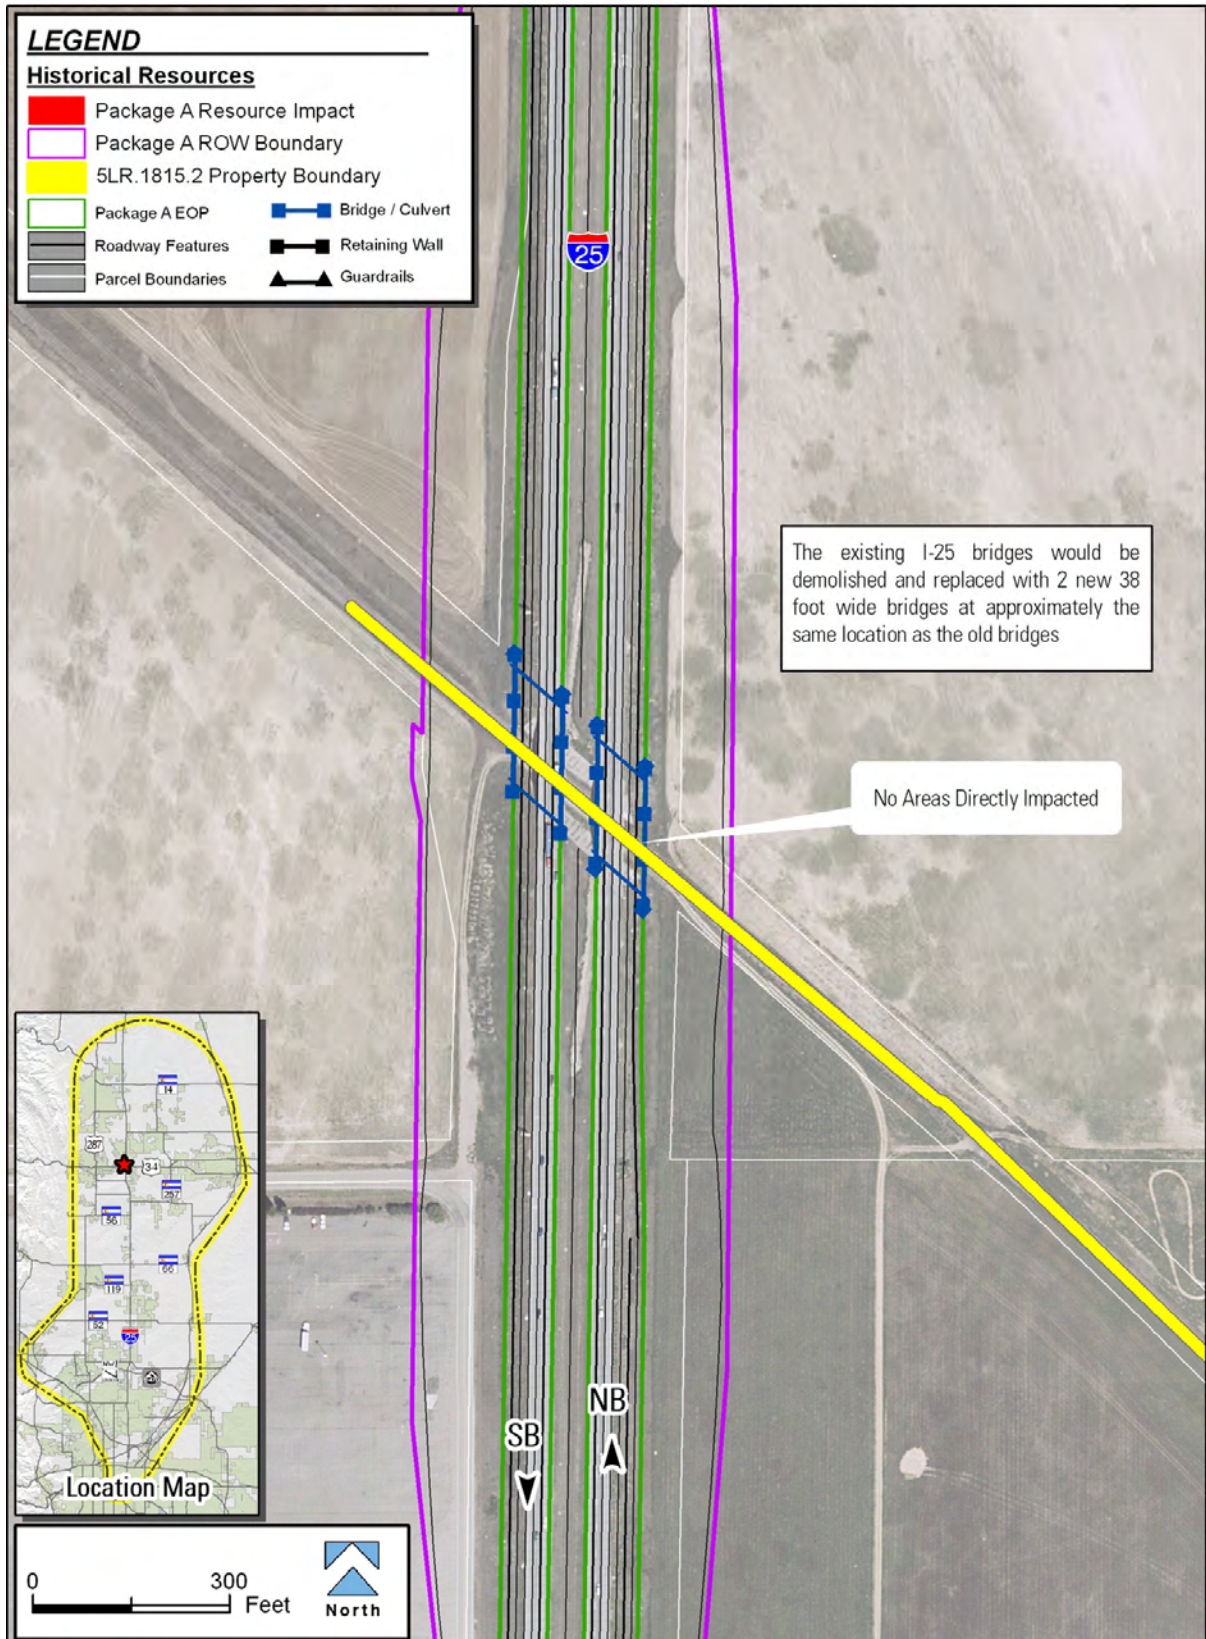 LEGEND
Historical Resources
Package A Resource Impact
Package A ROW Boundary
5LR.1815.2 Property Boundary
Package A EOP
Bridge / Culvert
Roadway Features
Retaining Wall
Parcel Boundaries
Guardrails
25
The existing I-25 bridges would be
demolished and replaced with 2 new 38
foot wide bridges at approximately the
same location as the old bridges
No Areas Directly Impacted
14
287
34
257
56
66
119
52
25
7
Location Map
NB
SB
0
300
Feet
North